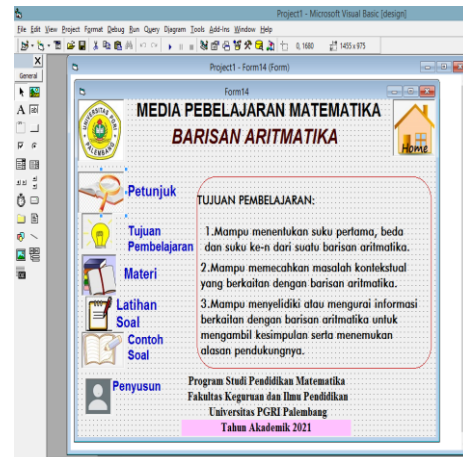 Project1 - Microsoft Visual Basic [design]
File Edit View Project Format Debug Run Query Diagram Tools Add-Ins Window Help
0, 1680
1455 x 975
General
Project1 - Form14 (Form)
Form14
MEDIA PEBELAJARAN MATEMATIKA
BARISAN ARITMATIKA
UNIVERSITAS PGRI
PALEMBANG
Home
Petunjuk
Tujuan
Pembelajaran
Materi
Latihan
Soal
Contoh
Soal
Penyusun
TUJUAN PEMBELAJARAN:
1.Mampu menentukan suku pertama, beda
dan suku ke-n dari suatu barisan aritmatika.
2.Mampu memecahkan masalah kontekstual
yang berkaitan dengan barisan aritmatika.
3.Mampu menyelidiki atau mengurai informasi
berkaitan dengan barisan aritmatika untuk
mengambil kesimpulan serta menemukan
alasan pendukungnya.
Program Studi Pendidikan Matematika
Fakultas Keguruan dan Ilmu Pendidikan
Universitas PGRI Palembang
Tahun Akademik 2021